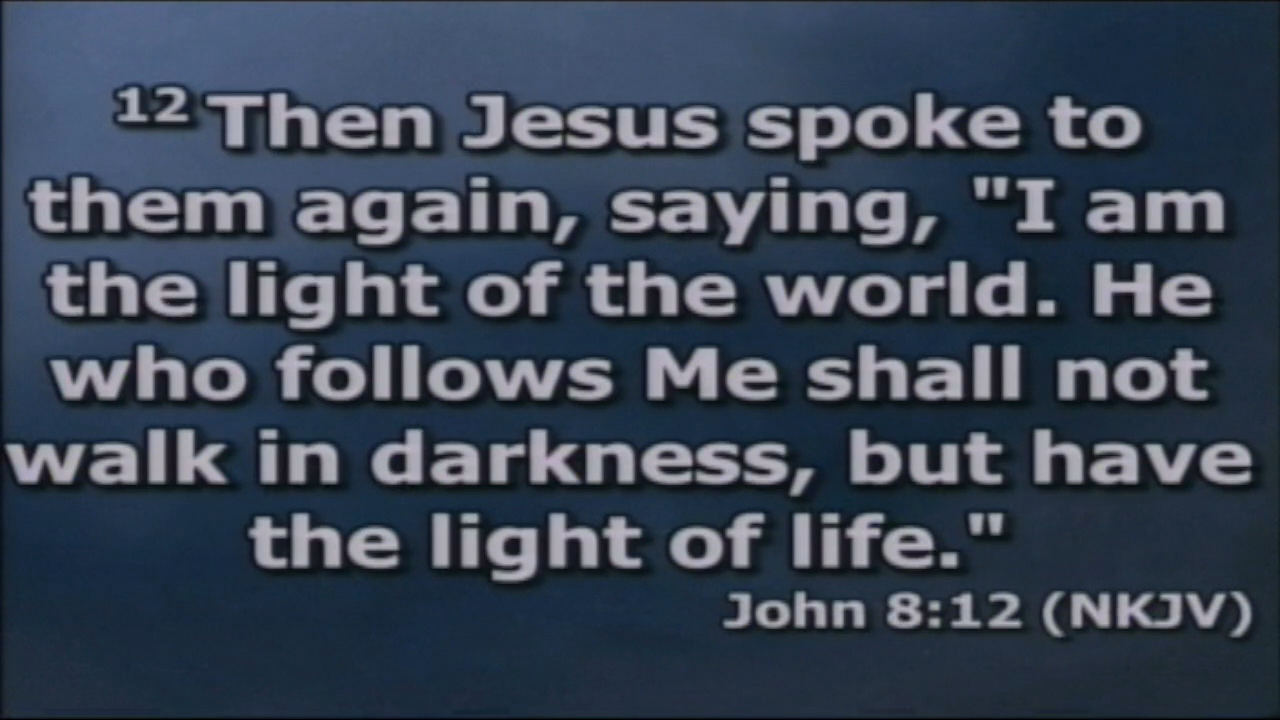 12 Then Jesus spoke to
them again, saying, "I am
the light of the world. He
who follows Me shall not
walk in darkness, but have
the light of life."
John 8:12 (NKJV)